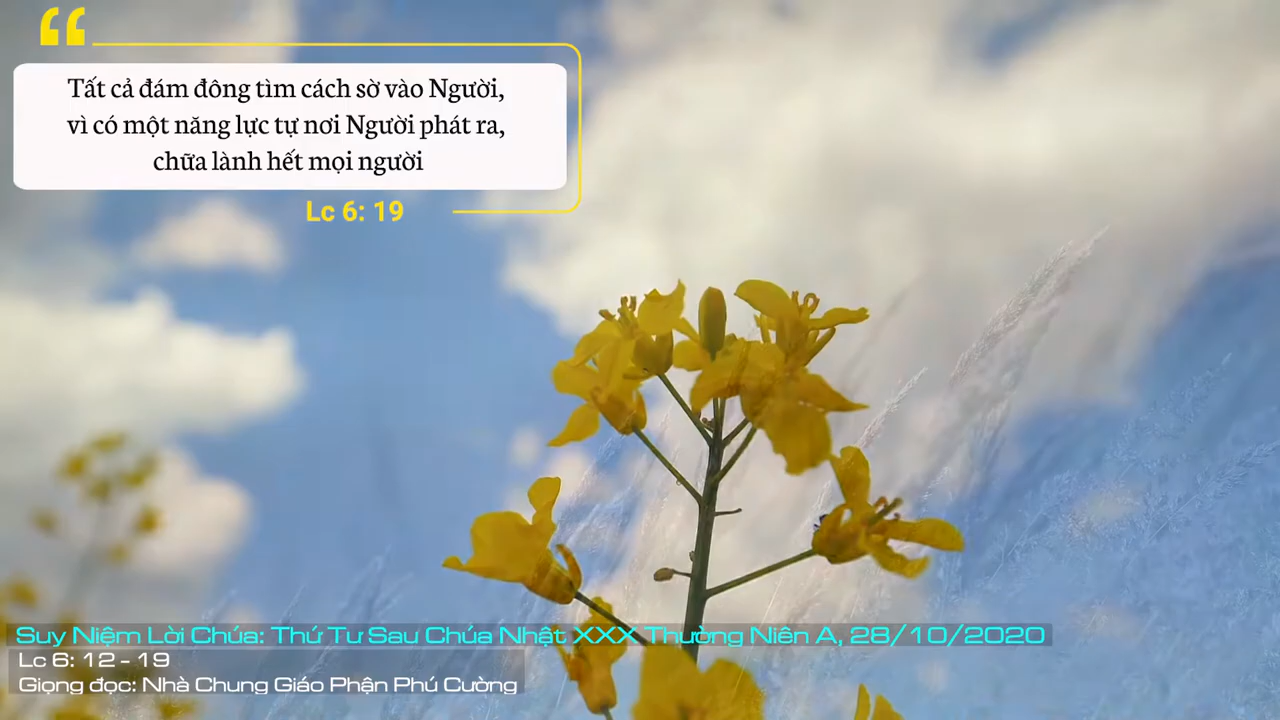 “
Tất cả đám đông tìm cách sờ vào Người,
vì có một năng lực tự nơi Người phát ra,
chữa lành hết mọi người
Lc 6: 19
Suy Niệm Lời Chúa: Thứ Tư Sau Chúa Nhật XXX Thường Niên A, 28/10/2020
Lc 6: 12 - 19
Giọng đọc: Nhà Chung Giáo Phận Phú Cường